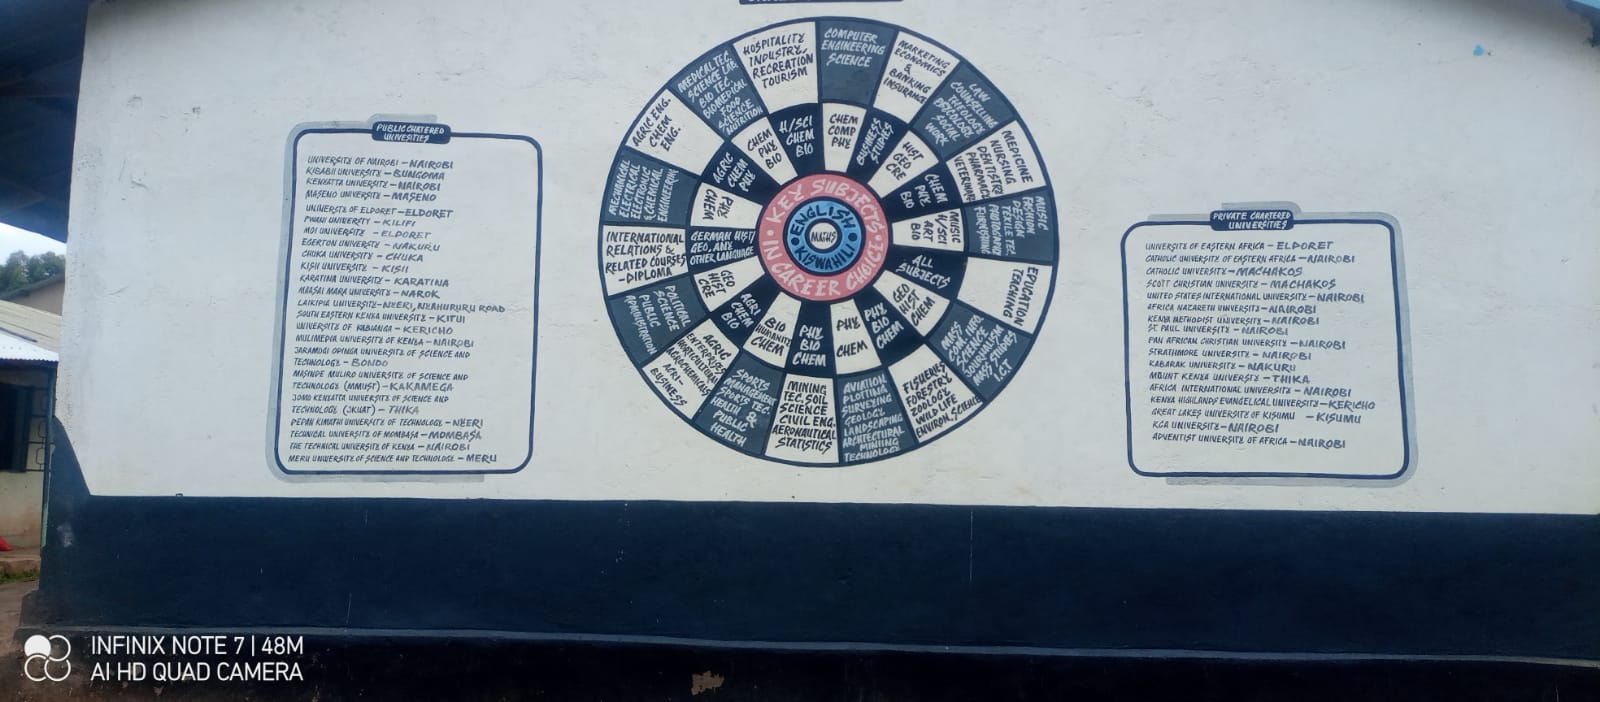 PUBLIC CHATERED
UNIVESITIES
UNIVERSITY OF NAIROBI - NAIROBI
KIBABII UNIVERSITY - BUNGOMA
KENYATTA UNIVERSITY - NAIROBI
MASENO UNIVERSITY - MASENO
UNIVERSITY OF ELDORET - ELDORET
PWANI UNIVERSITY - KILIFI
MOI UNIVERSITY - ELDORET
EGERTON UNIVERSITY - NAKURU
CHUKA UNIVERSITY - CHUKA
KISII UNIVERSITY - KISII
KARATINA UNIVERSITY - KARATINA
MAASAI MARA UNIVERSITY - NAROK
LAIKIPIA UNIVERSITY - NYERI, NYAHURURU ROAD
SOUTH EASTERN KENYA UNIVERSITY - KITUI
UNIVERSITY OF KABIANGA - KERICHO
MULIMEDIA UNIVERSITY OF KENYA - NAIROBI
JARAMOGI OGINGA UNIVERSITY OF SCIENCE AND
TECHNOLOGY - BONDO
MASINDE MULIRO UNIVERSITY OF SCIENCE AND
TECHNOLOGY (MMUST) - KAKAMEGA
JOMO KENYATTA UNIVERSITY OF SCIENCE AND
TECHNOLOGY (JKUAT) - THIKA
DEDAN KIMATHI UNIVERSITY OF TECHNOLOGY - NYERI
TECHNICAL UNIVERSITY OF MOMBASA - MOMBASA
THE TECHNICAL UNIVERSITY OF KENYA - NAIROBI
MERU UNIVERSITY OF SCIENCE AND TECHNOLOGY - MERU
HOSPITALITY
INDUSTRY,
RECREATION
TOURISM
COMPUTER
ENGINEERING
SCIENCE
MARKETING
ECONOMICS
&
BANKING
INSURANCE
LAW
COUNSELLING
THEOLOGY
PSYCOLOGY
SOCIAL
WORK
MEDICINE
NURSING
DENTISTRY
PHARMACY
VETERINARY
MUSIC
FASHION
DESIGN
TEXTILE TEC.
PHOTOGRAPHY
FURNISHING
EDUCATION
TEACHING
MASS
COM. INFO.
SCIENCE
JOURNALISM
MASS STUDIES
I.C.T
FISHERIES
FORESTRY
ZOOLOGY
WILD LIFE
ENVIRON. SCIENCE
AVIATION
PLOTTING
SURVEYING
GEOLOGY
LANDSCAPING
ARCHITECTURAL
MINING
TECHNOLOGY
MINING
TEC, SOIL
SCIENCE
CIVIL ENG.
AERONAUTICAL
STATISTICS
SPORTS
MANAGEMENT
SPORTS TEC.
HEALTH &
PUBLIC
HEALTH
AGRIC
ENTERPRISES
HORTICULTURAL
AGROCHEMICALS
AGRI-
BUSINESS
POLITICAL
SCIENCE
PUBLIC
ADMINISTRATION
INTERNATIONAL
RELATIONS &
RELATED COURSES
-DIPLOMA
MECHANICAL
ELECTRICAL
ELECTRONIC
& CHEMICAL
ENGINEERING
AGRIC ENG.
CHEM
ENG.
MEDICAL TEC.
SCIENCE LAB
BIO TEC.
BIOMEDICAL
FOOD
SCIENCE
NUTRITION
H/SCI
CHEM
BIO
CHEM
COMP
PHY
BUSINESS
STUDIES
HIST
GEO
CRE
CHEM
PHY
BIO
MUSIC
H/SCI
ART
BIO
ALL
SUBJECTS
GEO
HIST
CHEM
PHY
BIO
CHEM
PHY
CHEM
PHY
BIO
CHEM
BIO
HUMANITY
CHEM
AGRI
CHEM
BIO
GEO
HIST
CRE
GERMAN HIST/
GEO, ANY
OTHER LANGUAGE
PHY
CHEM
AGRIC
CHEM
PHY
CHEM
PHY
BIO
KEY SUBJECTS
IN CAREER CHOICE
ENGLISH
KISWAHILI
MATHS
PRIVATE CHARTERED
UNIVERSITIES
UNIVERSITY OF EASTERN AFRICA - ELDORET
CATHOLIC UNIVERSITY OF EASTERN AFRICA - NAIROBI
CATHOLIC UNIVERSITY - MACHAKOS
SCOTT CHRISTIAN UNIVERSITY - MACHAKOS
UNITED STATES INTERNATIONAL UNIVERSITY - NAIROBI
AFRICA NAZARETH UNIVERSITY - NAIROBI
KENYA METHODIST UNIVERSITY - NAIROBI
ST. PAUL UNIVERSITY - NAIROBI
PAN AFRICAN CHRISTIAN UNIVERSITY - NAIROBI
STRATHMORE UNIVERSITY - NAIROBI
KABARAK UNIVERSITY - NAKURU
MOUNT KENYA UNIVERSITY - THIKA
AFRICA INTERNATIONAL UNIVERSITY - NAIROBI
KENYA HIGHLANDS EVANGELICAL UNIVERSITY - KERICHO
GREAT LAKES UNIVERSITY OF KISUMU - KISUMU
KCA UNIVERSITY - NAIROBI
ADVENTIST UNIVERSITY OF AFRICA - NAIROBI
INFINIX NOTE 7 | 48M
AI HD QUAD CAMERA